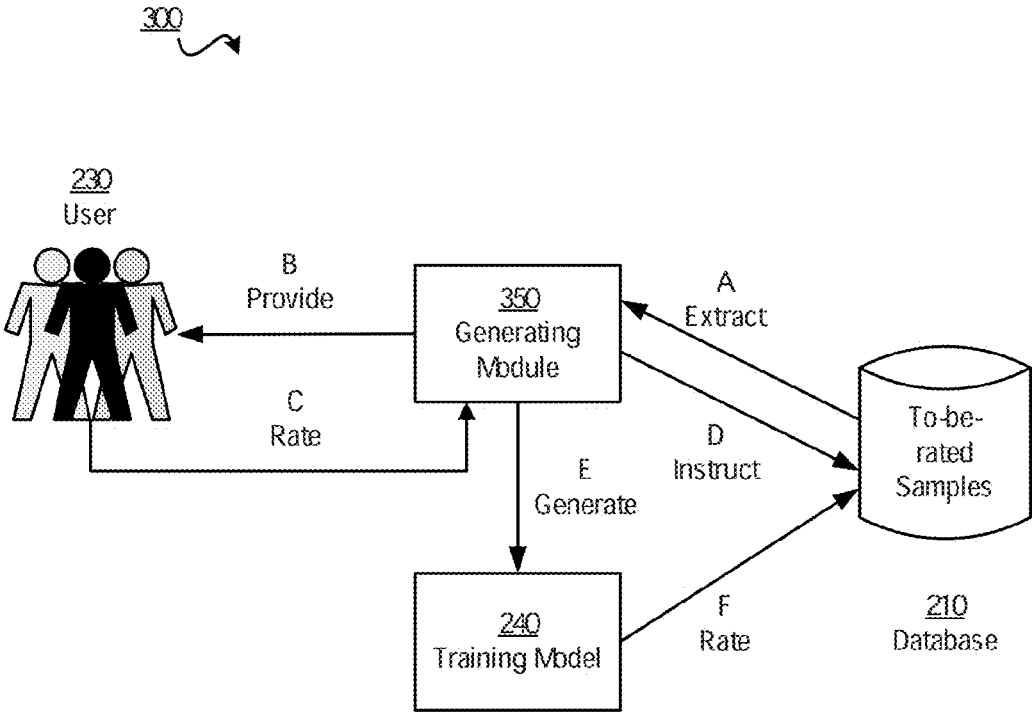 300
230
User
B
Provide
350
Generating
Module
A
Extract
C
Rate
D
Instruct
To-be-
rated
Samples
E
Generate
240
Training Model
F
Rate
210
Database